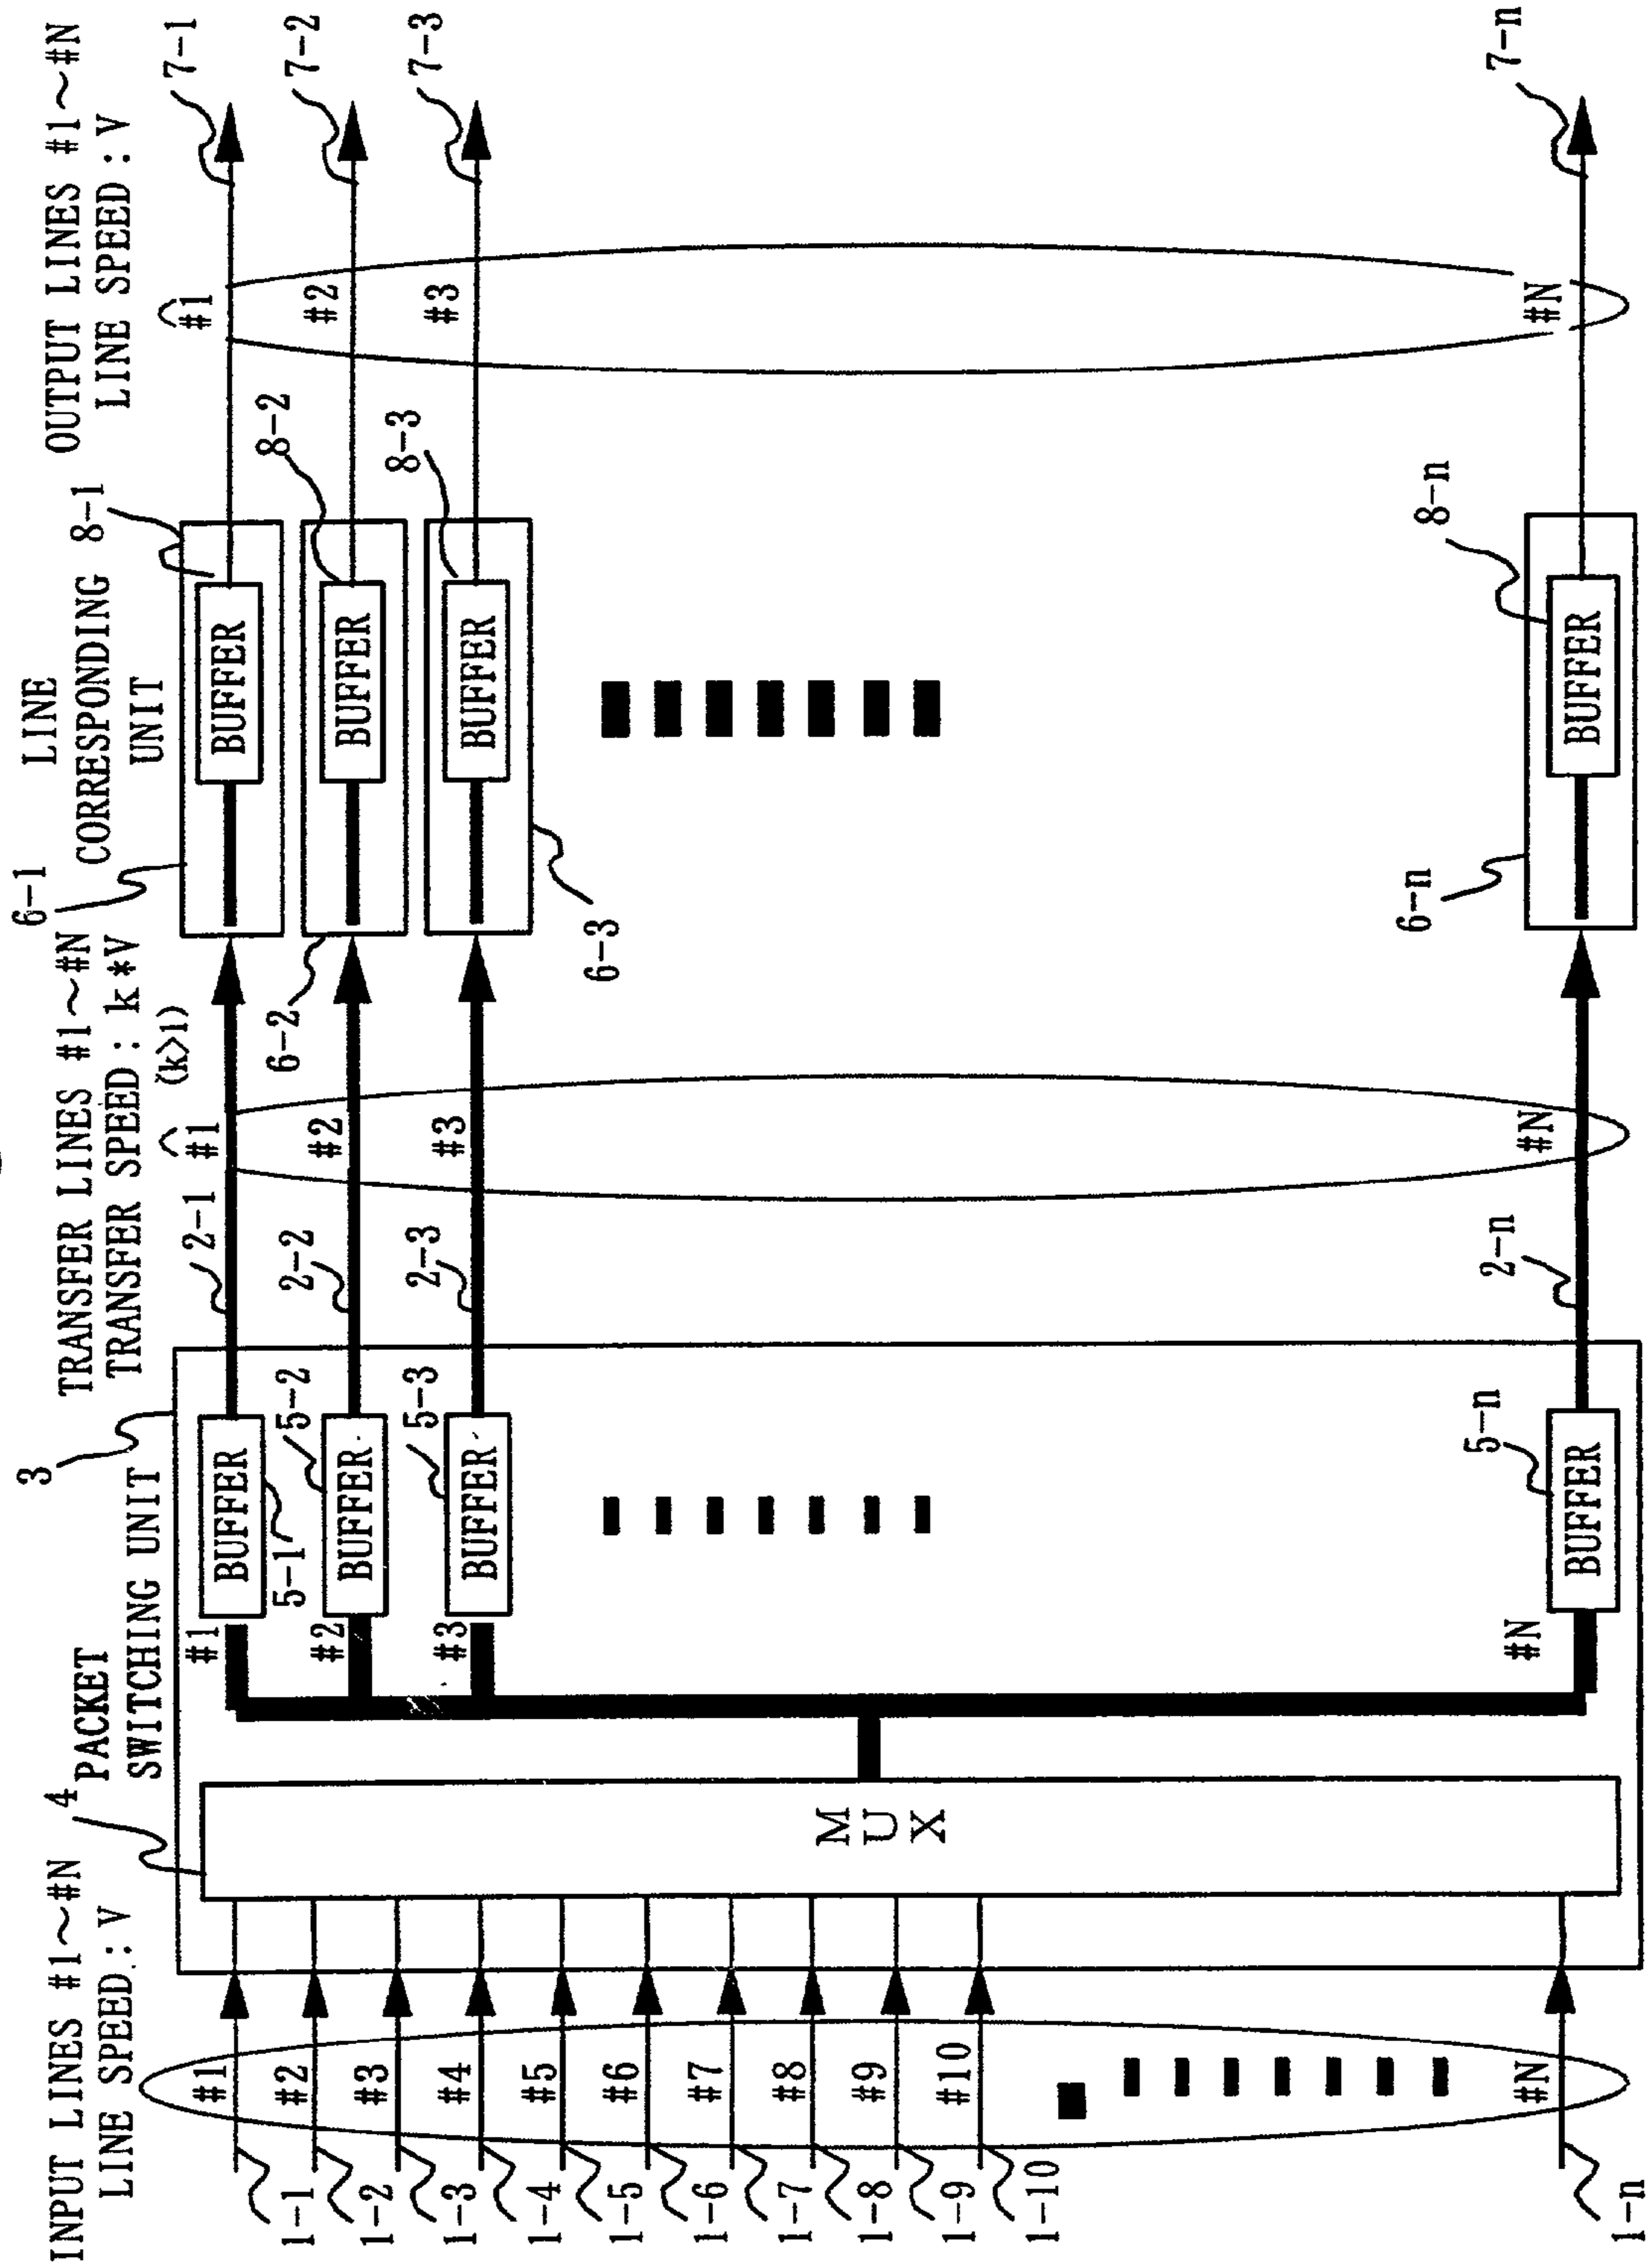 INPUT LINES #1~#N
LINE SPEED:V
4
PACKET
SWITCHING UNIT
3
TRANSFER LINES #1~#N
TRANSFER SPEED: k*V
(k>1)
6-1
LINE
CORRESPONDING
UNIT
8-1
OUTPUT LINES #1~#N
LINE SPEED:V
#1
#2
#3
#4
#5
#6
#7
#8
#9
#10
#N
1-1
1-2
1-3
1-4
1-5
1-6
1-7
1-8
1-9
1-10
1-n
MUX
#1
BUFFER
5-1
#2
BUFFER
5-2
#3
BUFFER
5-3
#N
BUFFER
5-n
2-1
#1
2-2
#2
2-3
#3
2-n
#N
BUFFER
6-2
BUFFER
8-2
6-3
BUFFER
8-3
6-n
BUFFER
8-n
#1
7-1
#2
7-2
#3
7-3
#N
7-n